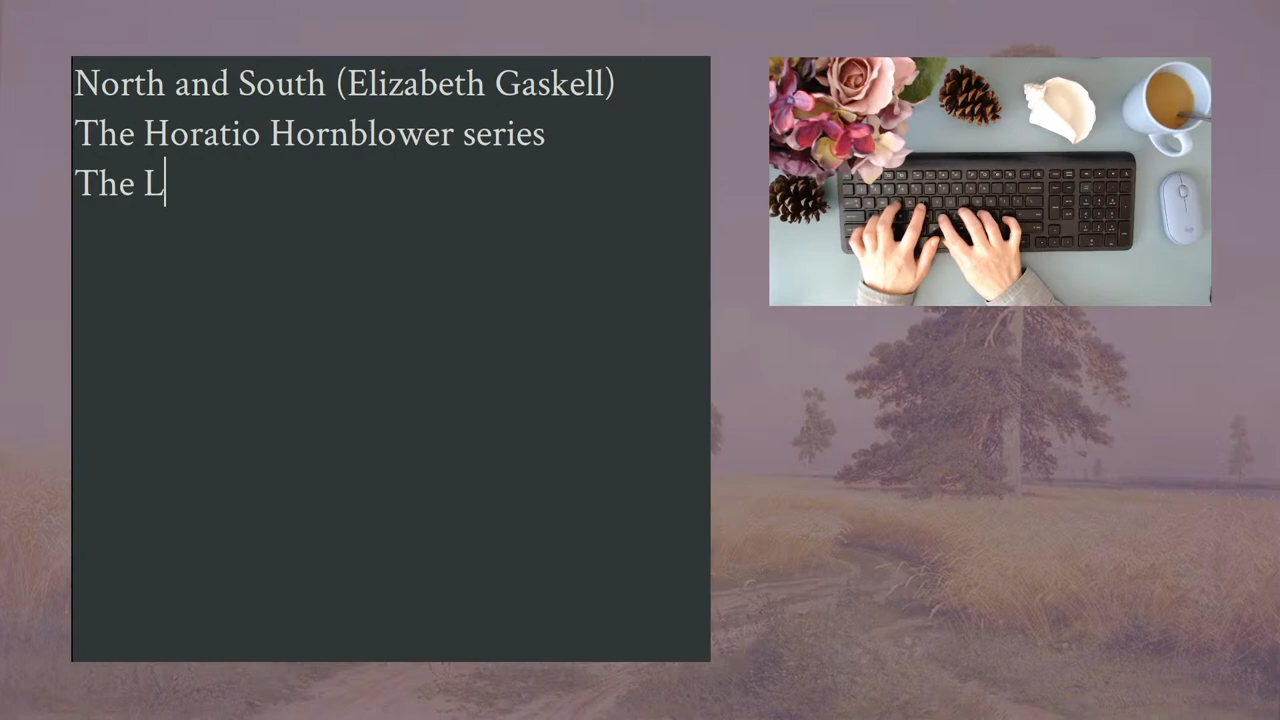 North and South (Elizabeth Gaskell)
The Horatio Hornblower series
The L